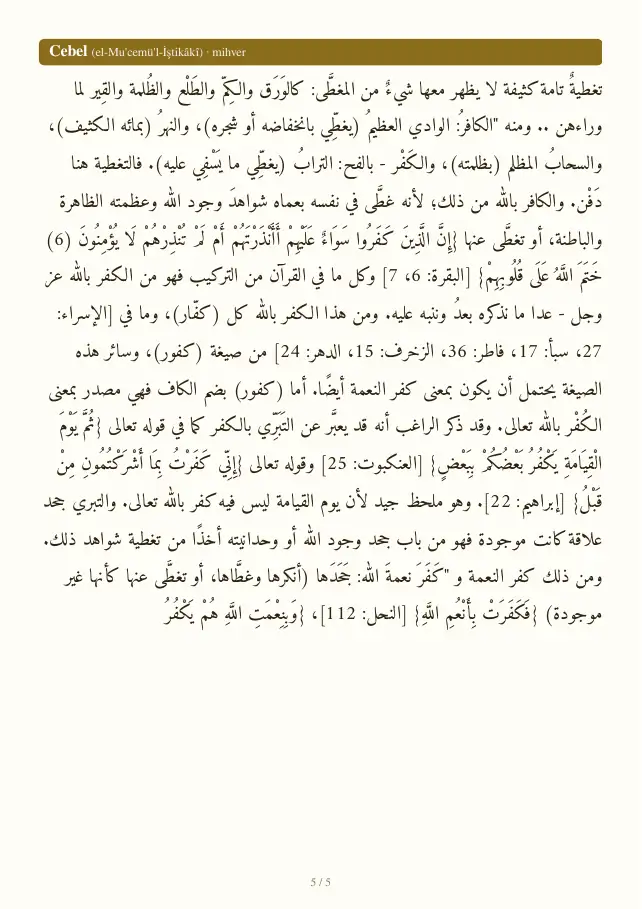 Cebel (el-Mu'cemü'l-İştikâkî) · mihver
تغطيةٌ تامة كثيفة لا يظهر معها شيءٌ من المغطَّى: كالوَرَق والكِمّ والطَلْع والظُلمة والقِير لما
وراءهن .. ومنه "الكافرُ: الوادي العظيمُ (يغطِّي بانخفاضه أو شجره)، والنهرُ (بمائه الكثيف)،
والسحابُ المظلم (بظلمته)، والكَفْر - بالفح: الترابُ (يغطِّي ما يَسْفِي عليه). فالتغطية هنا
دَفْن. والكافر بالله من ذلك؛ لأنه غطَّى في نفسه بعماه شواهدَ وجود الله وعظمته الظاهرة
والباطنة، أو تغطَّى عنها {إِنَّ الَّذِينَ كَفَرُوا سَوَاءٌ عَلَيْهِمْ أَأَنْذَرْتَهُمْ أَمْ لَمْ تُنْذِرْهُمْ لَا يُؤْمِنُونَ (6)
خَتَمَ اللَّهُ عَلَى قُلُوبِهِمْ} [البقرة: 6، 7] وكل ما في القرآن من التركيب فهو من الكفر بالله عز
وجل - عدا ما نذكره بعدُ وننبه عليه. ومن هذا الكفر بالله كل (كفّار)، وما في [الإسراء:
27، سبأ: 17، فاطر: 36، الزخرف: 15، الدهر: 24] من صيغة (كفور)، وسائر هذه
الصيغة يحتمل أن يكون بمعنى كفر النعمة أيضًا. أما (كفور) بضم الكاف فهي مصدر بمعنى
الكُفْر بالله تعالى. وقد ذكر الراغب أنه قد يعبَّر عن التَبَرِّي بالكفر كما في قوله تعالى {ثُمَّ يَوْمَ
الْقِيَامَةِ يَكْفُرُ بَعْضُكُمْ بِبَعْضٍ} [العنكبوت: 25] وقوله تعالى {إِنِّي كَفَرْتُ بِمَا أَشْرَكْتُمُونِ مِنْ
قَبْلُ} [إبراهيم: 22]. وهو ملحظ جيد لأن يوم القيامة ليس فيه كفر بالله تعالى. والتبري جحد
علاقة كانت موجودة فهو من باب جحد وجود الله أو وحدانيته أخذًا من تغطية شواهد ذلك.
ومن ذلك كفر النعمة و "كَفَرَ نعمةَ الله: جَحَدَها (أنكرها وغطَّاها، أو تغطَّى عنها كأنها غير
موجودة) {فَكَفَرَتْ بِأَنْعُمِ اللَّهِ} [النحل: 112]، {وَبِنِعْمَتِ اللَّهِ هُمْ يَكْفُرُ
5 / 5